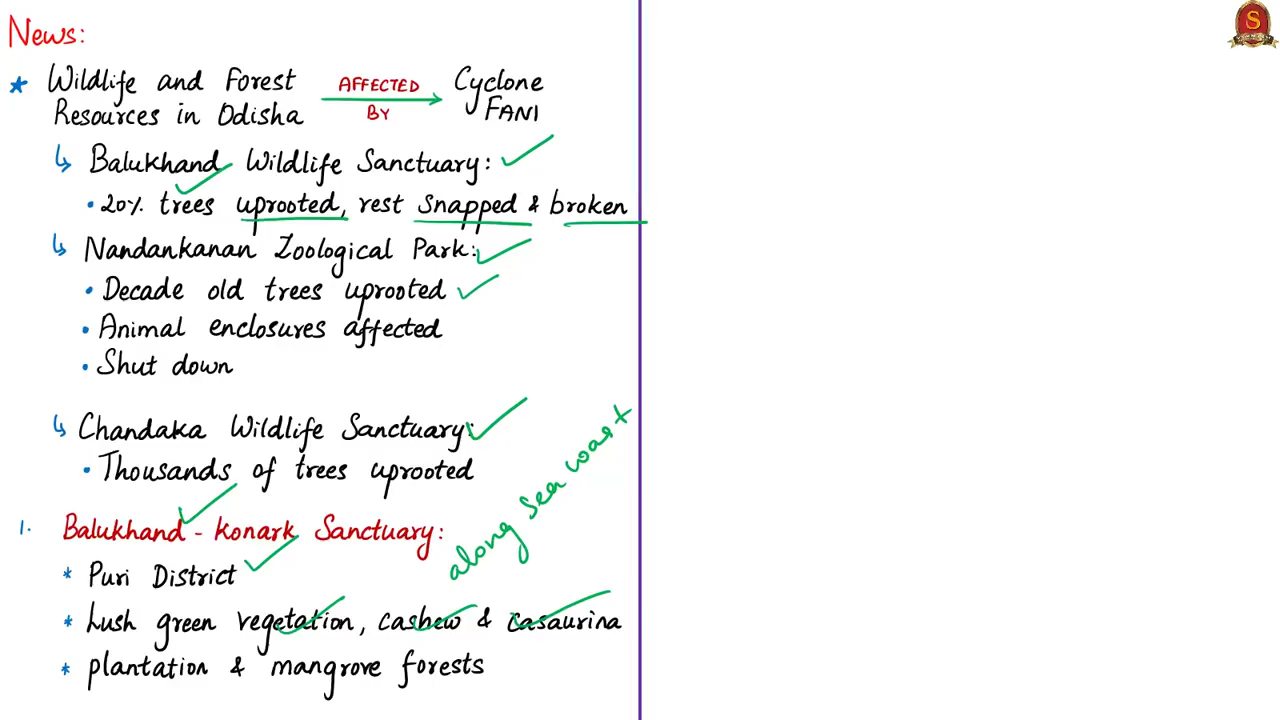 News:
* Wildlife and Forest Resources in Odisha AFFECTED BY → Cyclone FANI
↳ Balukhand Wildlife Sanctuary:
• 20% trees uprooted, rest snapped & broken
↳ Nandankanan Zoological Park:
• Decade old trees uprooted
• Animal enclosures affected
• Shut down
↳ Chandaka Wildlife Sanctuary:
• Thousands of trees uprooted
1. Balukhand - Konark Sanctuary:
along sea coast
* Puri District
* Lush green vegetation, cashew & casaurina
* plantation & mangrove forests
S